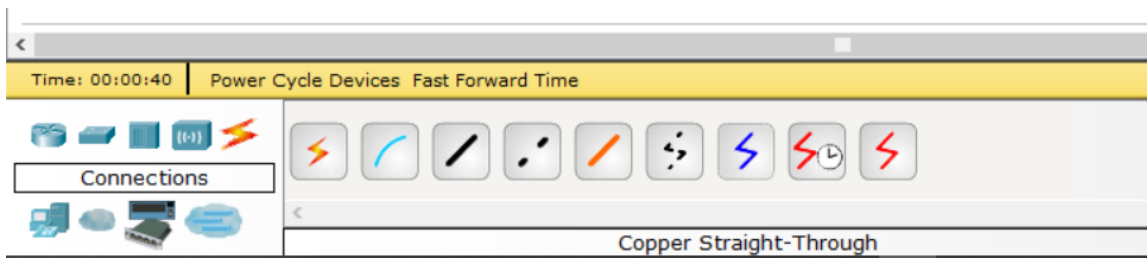 Time: 00:00:40 Power Cycle Devices Fast Forward Time
Connections
Copper Straight-Through